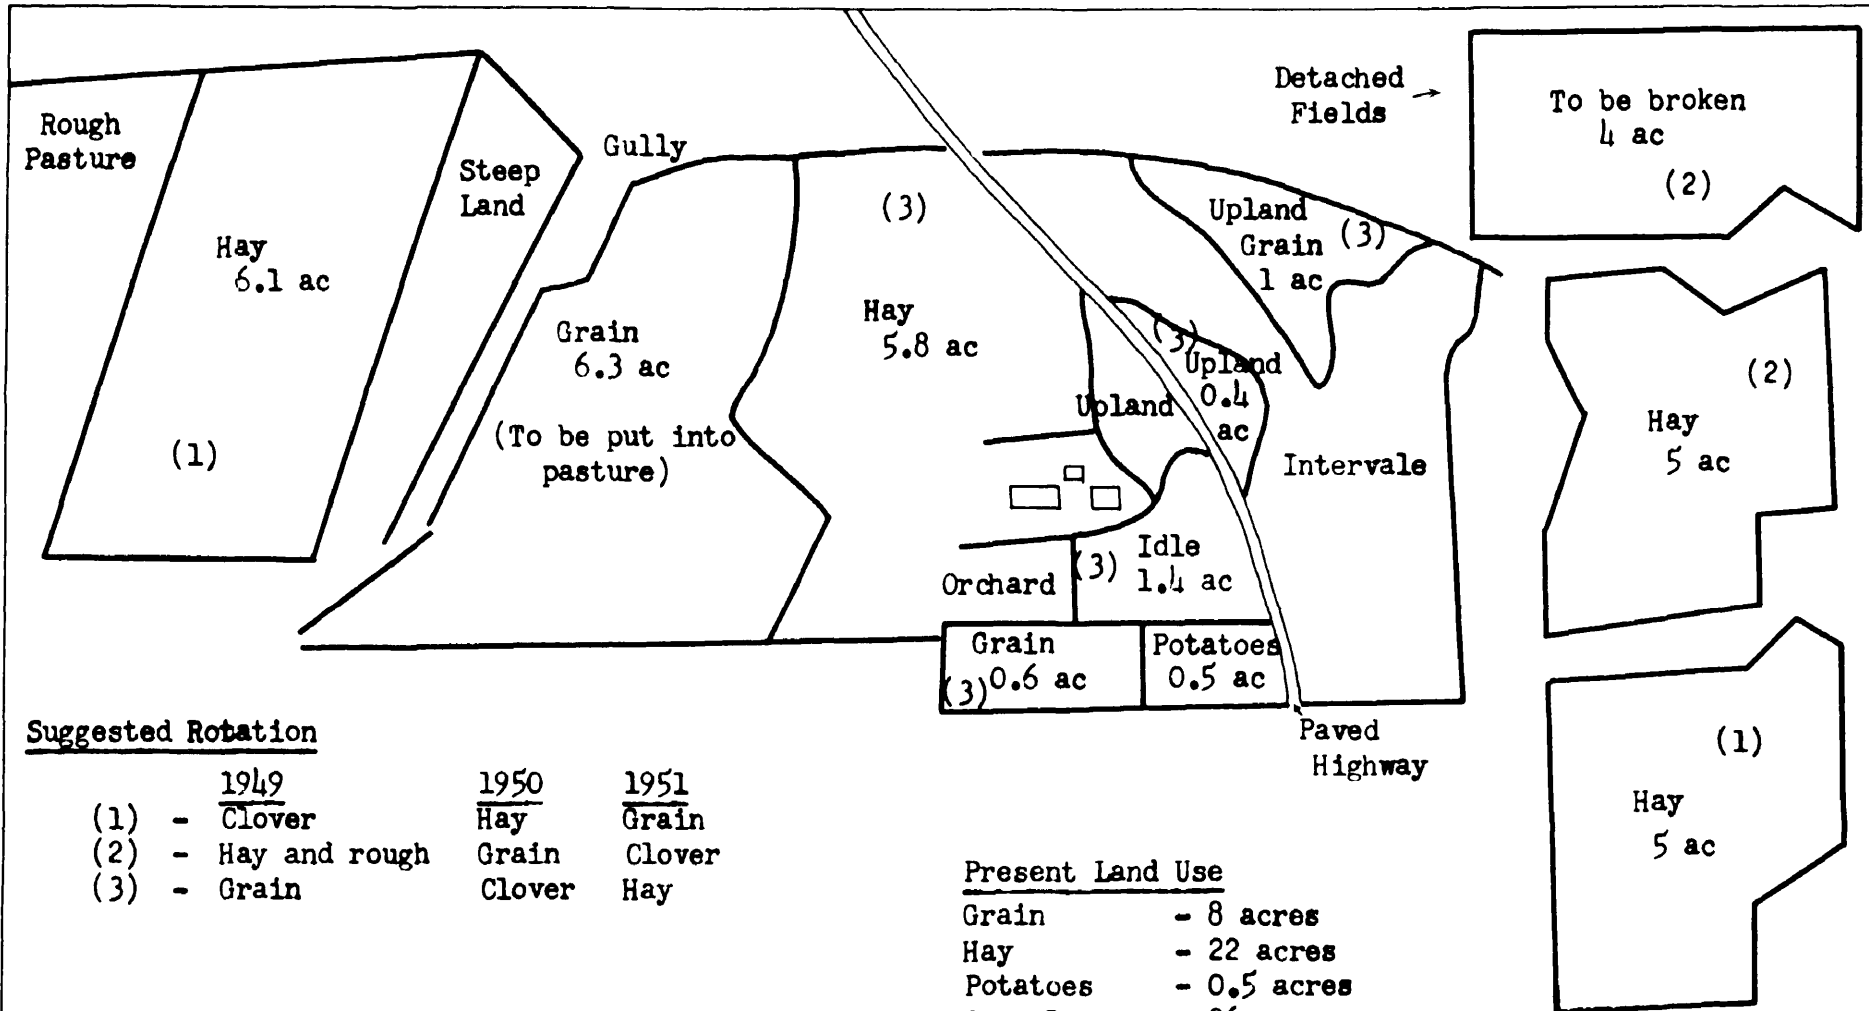 Rough
Pasture
Hay
6.1 ac
(1)
Steep
Land
Gully
Grain
6.3 ac
(To be put into
pasture)
(3)
Hay
5.8 ac
Upland
Grain (3)
1 ac
(3)
Upland
0.4
ac
Upland
Intervale
Idle
(3) 1.4 ac
Orchard
Grain
(3) 0.6 ac
Potatoes
0.5 ac
Paved
Highway
Detached
Fields →
To be broken
4 ac
(2)
(2)
Hay
5 ac
(1)
Hay
5 ac
Suggested Rotation
1949 1950 1951
(1) - Clover Hay Grain
(2) - Hay and rough Grain Clover
(3) - Grain Clover Hay
Present Land Use
Grain - 8 acres
Hay - 22 acres
Potatoes - 0.5 acres